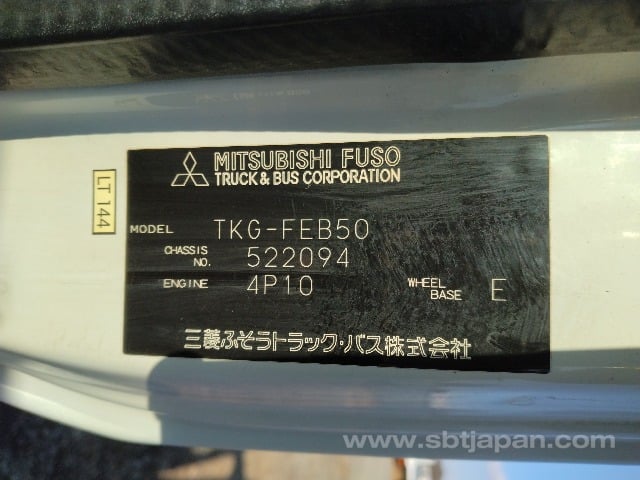 MITSUBISHI FUSO
TRUCK & BUS CORPORATION
LT 144
MODEL TKG-FEB50
CHASSIS NO. 522094
ENGINE 4P10 WHEEL BASE E
三菱ふそうトラック・バス株式会社
www.sbtjapan.com